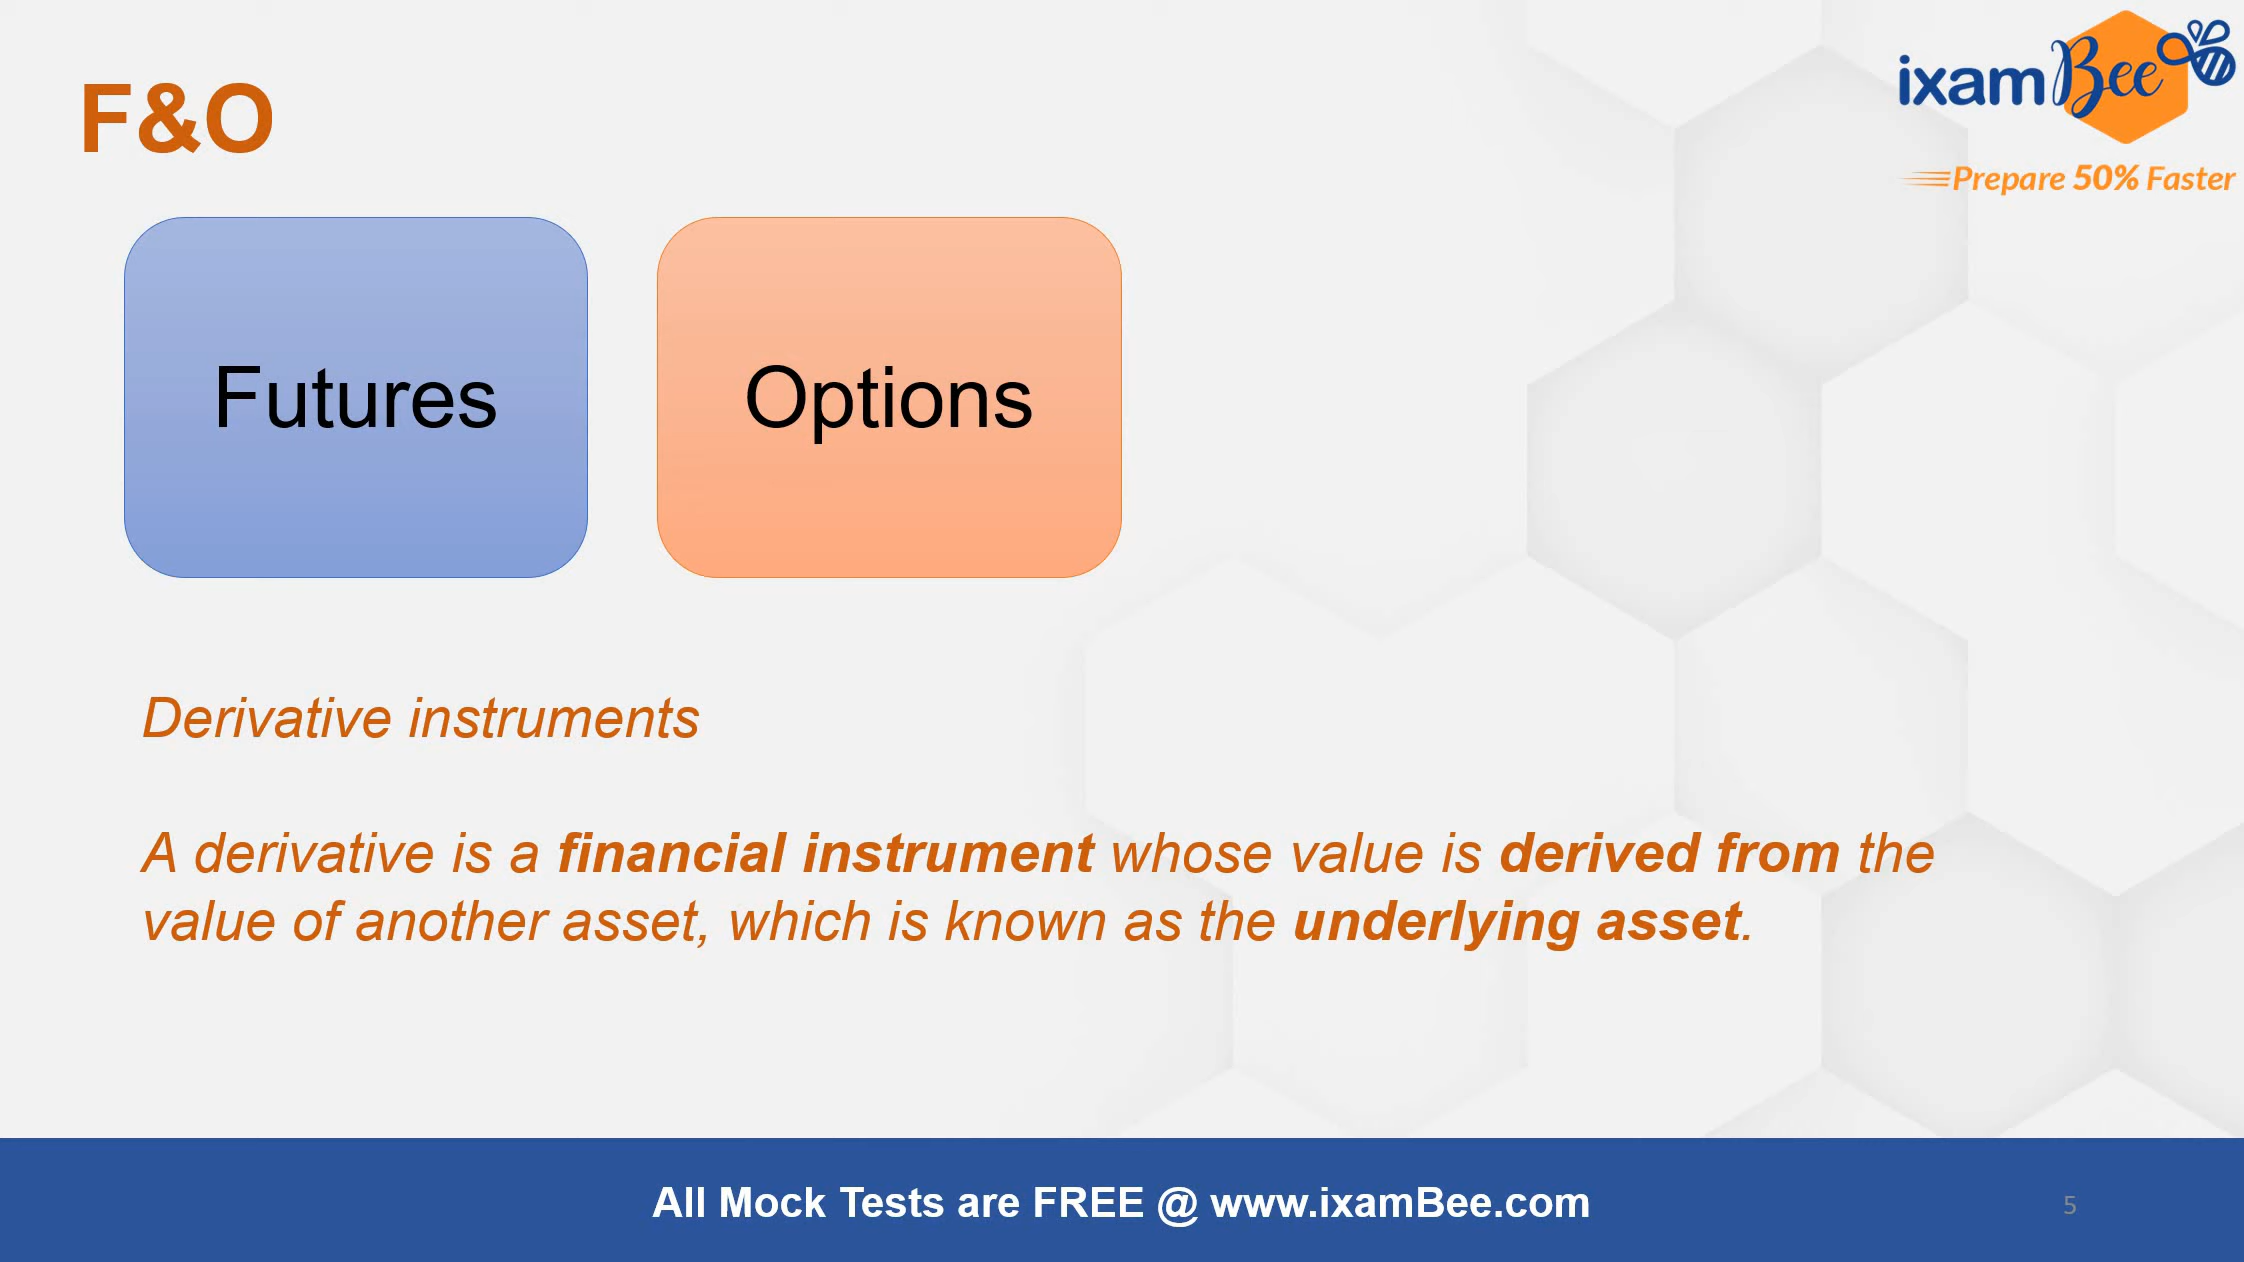 F&O
ixamBee
Prepare 50% Faster
Futures
Options
Derivative instruments
A derivative is a financial instrument whose value is derived from the
value of another asset, which is known as the underlying asset.
All Mock Tests are FREE @ www.ixamBee.com
5